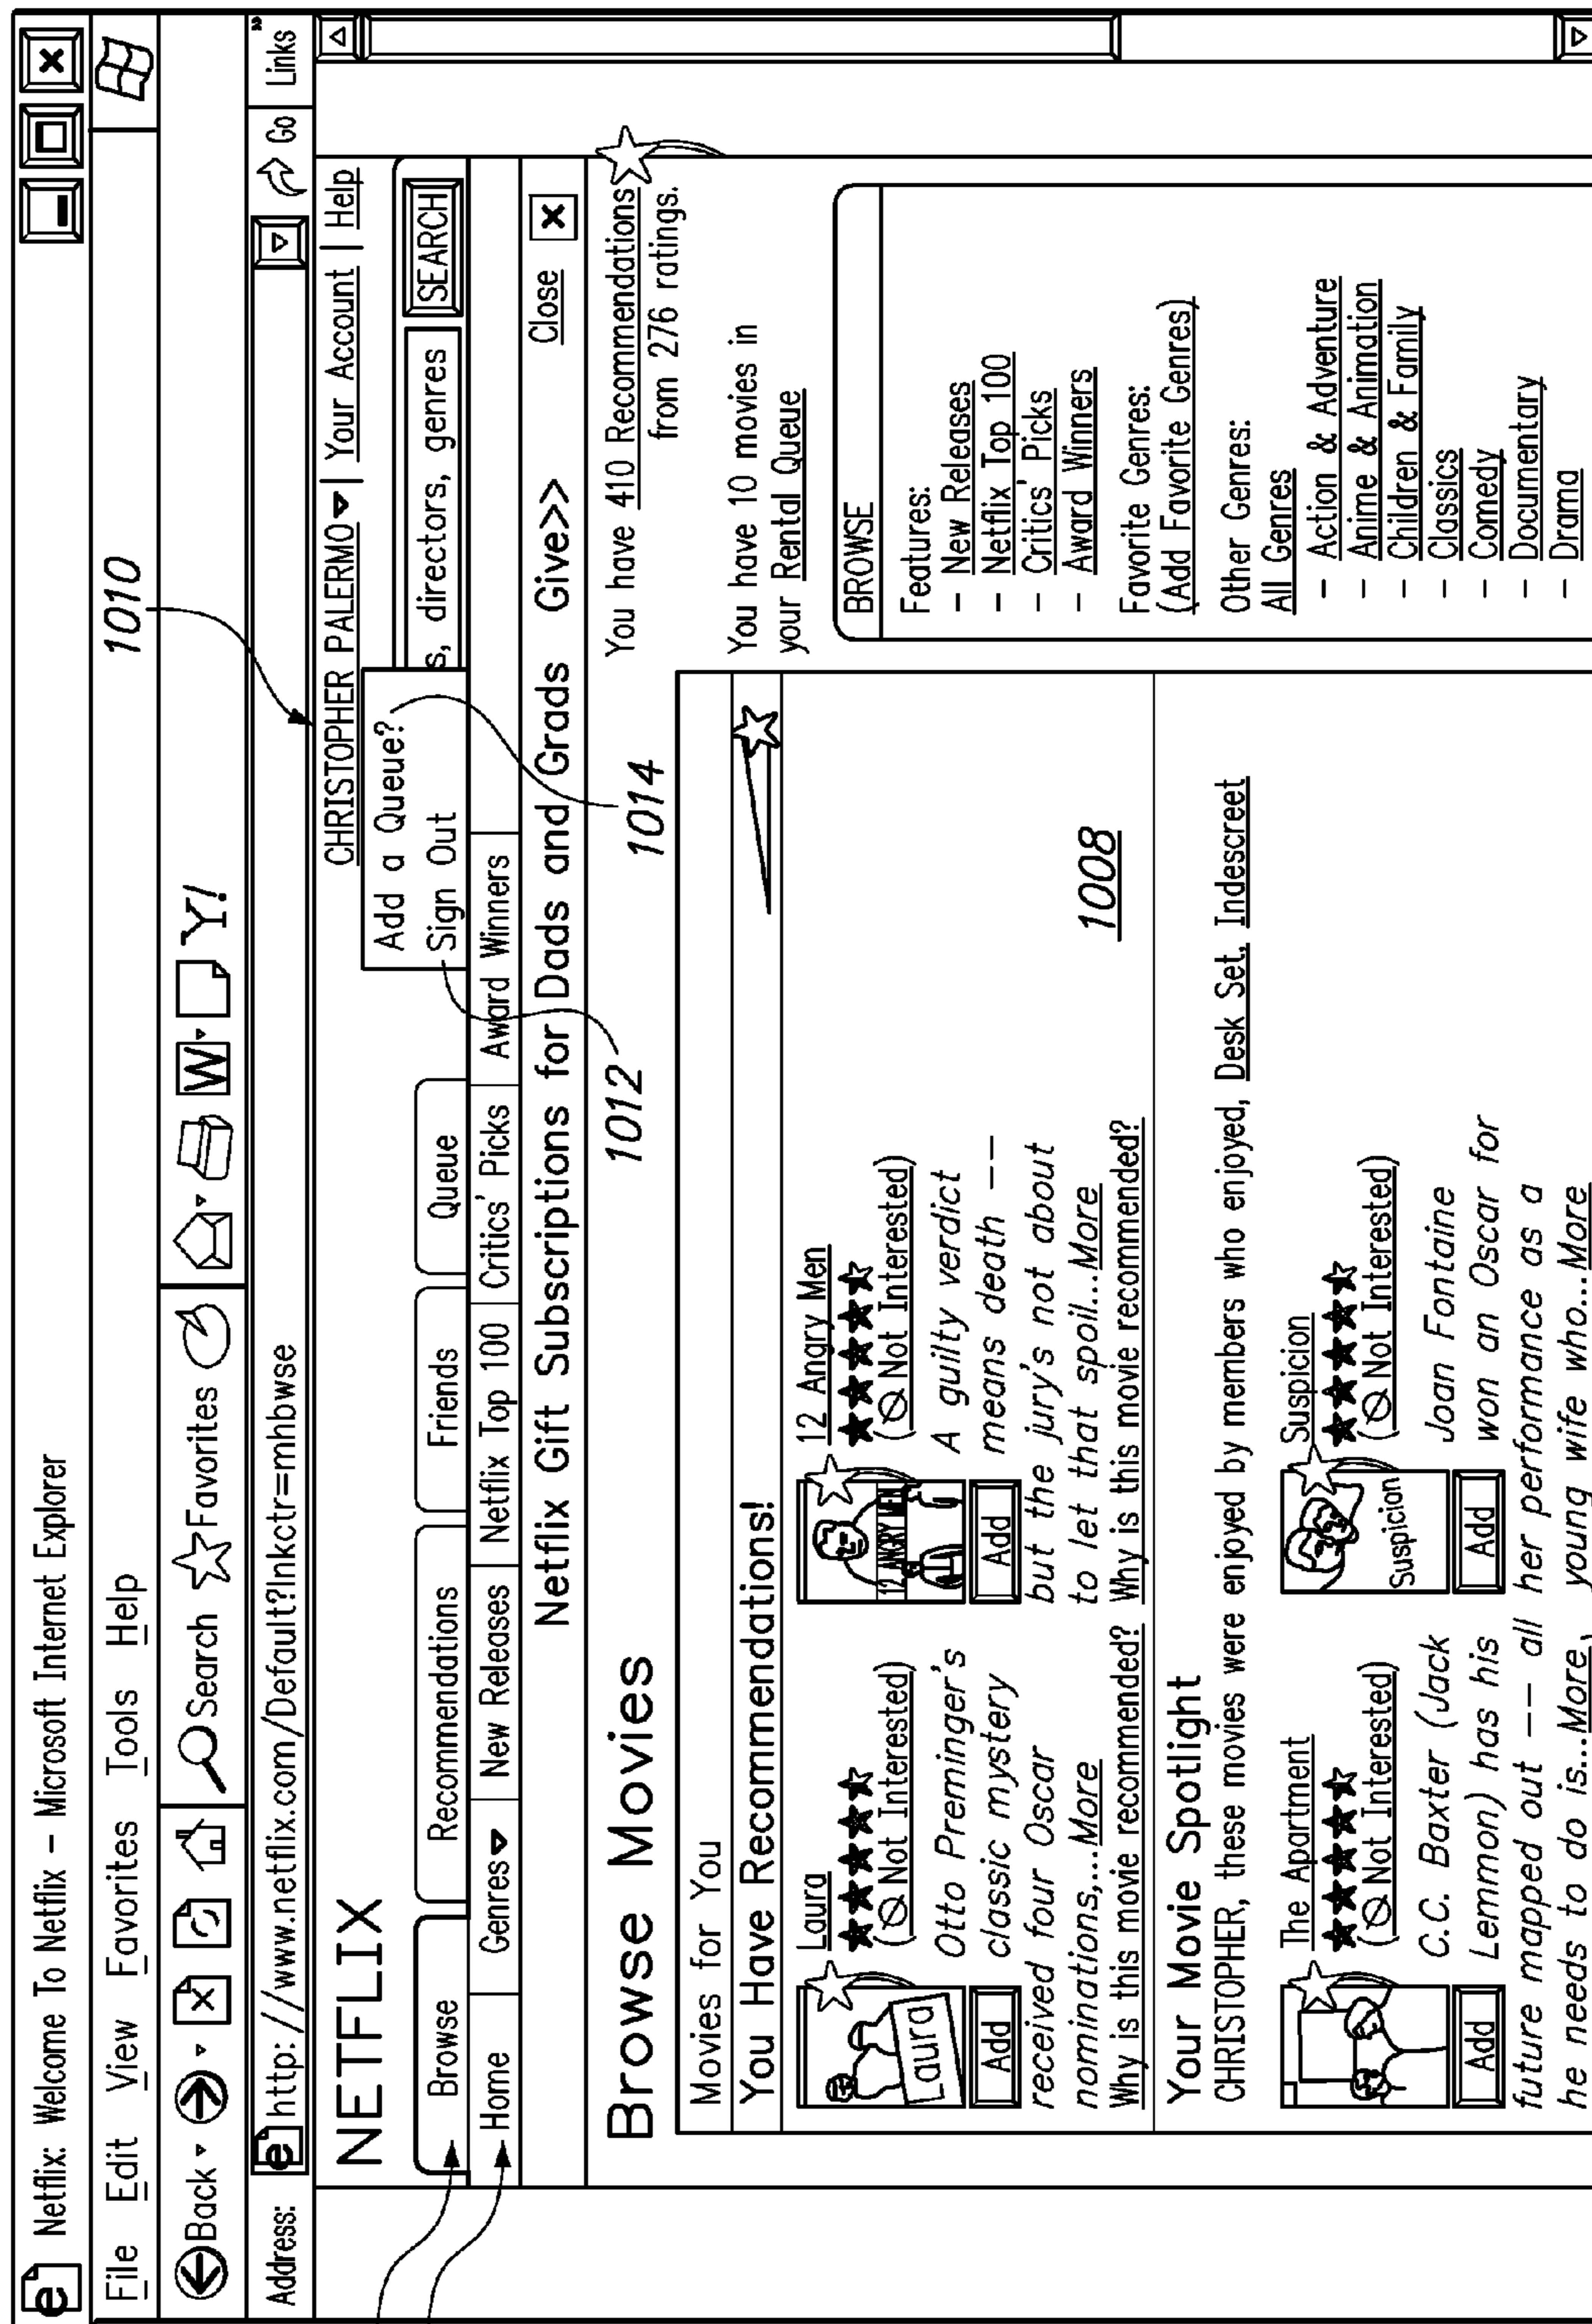 Netflix: Welcome To Netflix – Microsoft Internet Explorer
File Edit View Favorites Tools Help
Back Search Favorites W Y!
Address: http: //www.netflix.com/Default?lnkctr=mhbwse Go Links »
1010
NETFLIX
CHRISTOPHER PALERMO | Your Account | Help
Add a Queue?
Sign Out
s, directors, genres SEARCH
Browse Recommendations Friends Queue
Home Genres New Releases Netflix Top 100 Critics' Picks Award Winners
Netflix Gift Subscriptions for Dads and Grads Give>> Close
1012
1014
Browse Movies
You have 410 Recommendations
from 276 ratings.
Movies for You
You Have Recommendations!
You have 10 movies in
your Rental Queue
Laura
(Not Interested)
Otto Preminger's
classic mystery
Laura
Add
received four Oscar
nominations,...More
Why is this movie recommended?
12 Angry Men
(Not Interested)
A guilty verdict
means death --
12 ANGRY MEN
Add
but the jury's not about
to let that spoil...More
Why is this movie recommended?
1008
Your Movie Spotlight
CHRISTOPHER, these movies were enjoyed by members who enjoyed, Desk Set, Indescreet
The Apartment
(Not Interested)
C.C. Baxter (Jack
Lemmon) has his
Add
future mapped out -- all
he needs to do is...More
Suspicion
(Not Interested)
Joan Fontaine
won an Oscar for
Suspicion
Add
her performance as a
young wife who...More
BROWSE
Features:
– New Releases
– Netflix Top 100
– Critics' Picks
– Award Winners
Favorite Genres:
(Add Favorite Genres)
Other Genres:
All Genres
– Action & Adventure
– Anime & Animation
– Children & Family
– Classics
– Comedy
– Documentary
– Drama